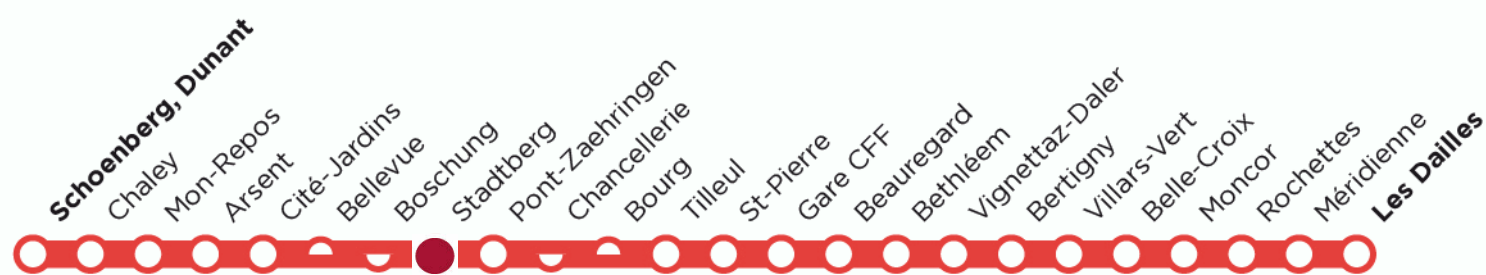 Schoenberg, Dunant
Chaley
Mon-Repos
Arsent
Cité-Jardins
Bellevue
Boschung
Stadtberg
Pont-Zaehringen
Chancellerie
Bourg
Tilleul
St-Pierre
Gare CFF
Beauregard
Bethléem
Vignettaz-Daler
Bertigny
Villars-Vert
Belle-Croix
Moncor
Rochettes
Méridienne
Les Dailles